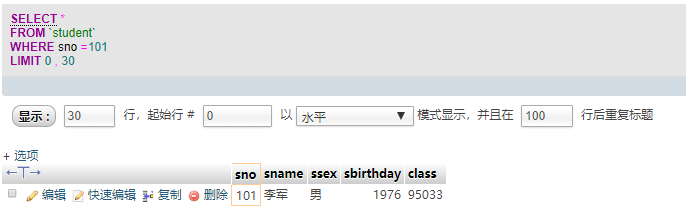 SELECT *
FROM `student`
WHERE sno =101
LIMIT 0 , 30
显示 : 30 行，起始行 # 0 以 水平 ▼ 模式显示，并且在 100 行后重复标题
+ 选项
←T→ sno sname ssex sbirthday class
编辑 快速编辑 复制 删除 101 李军 男 1976 95033